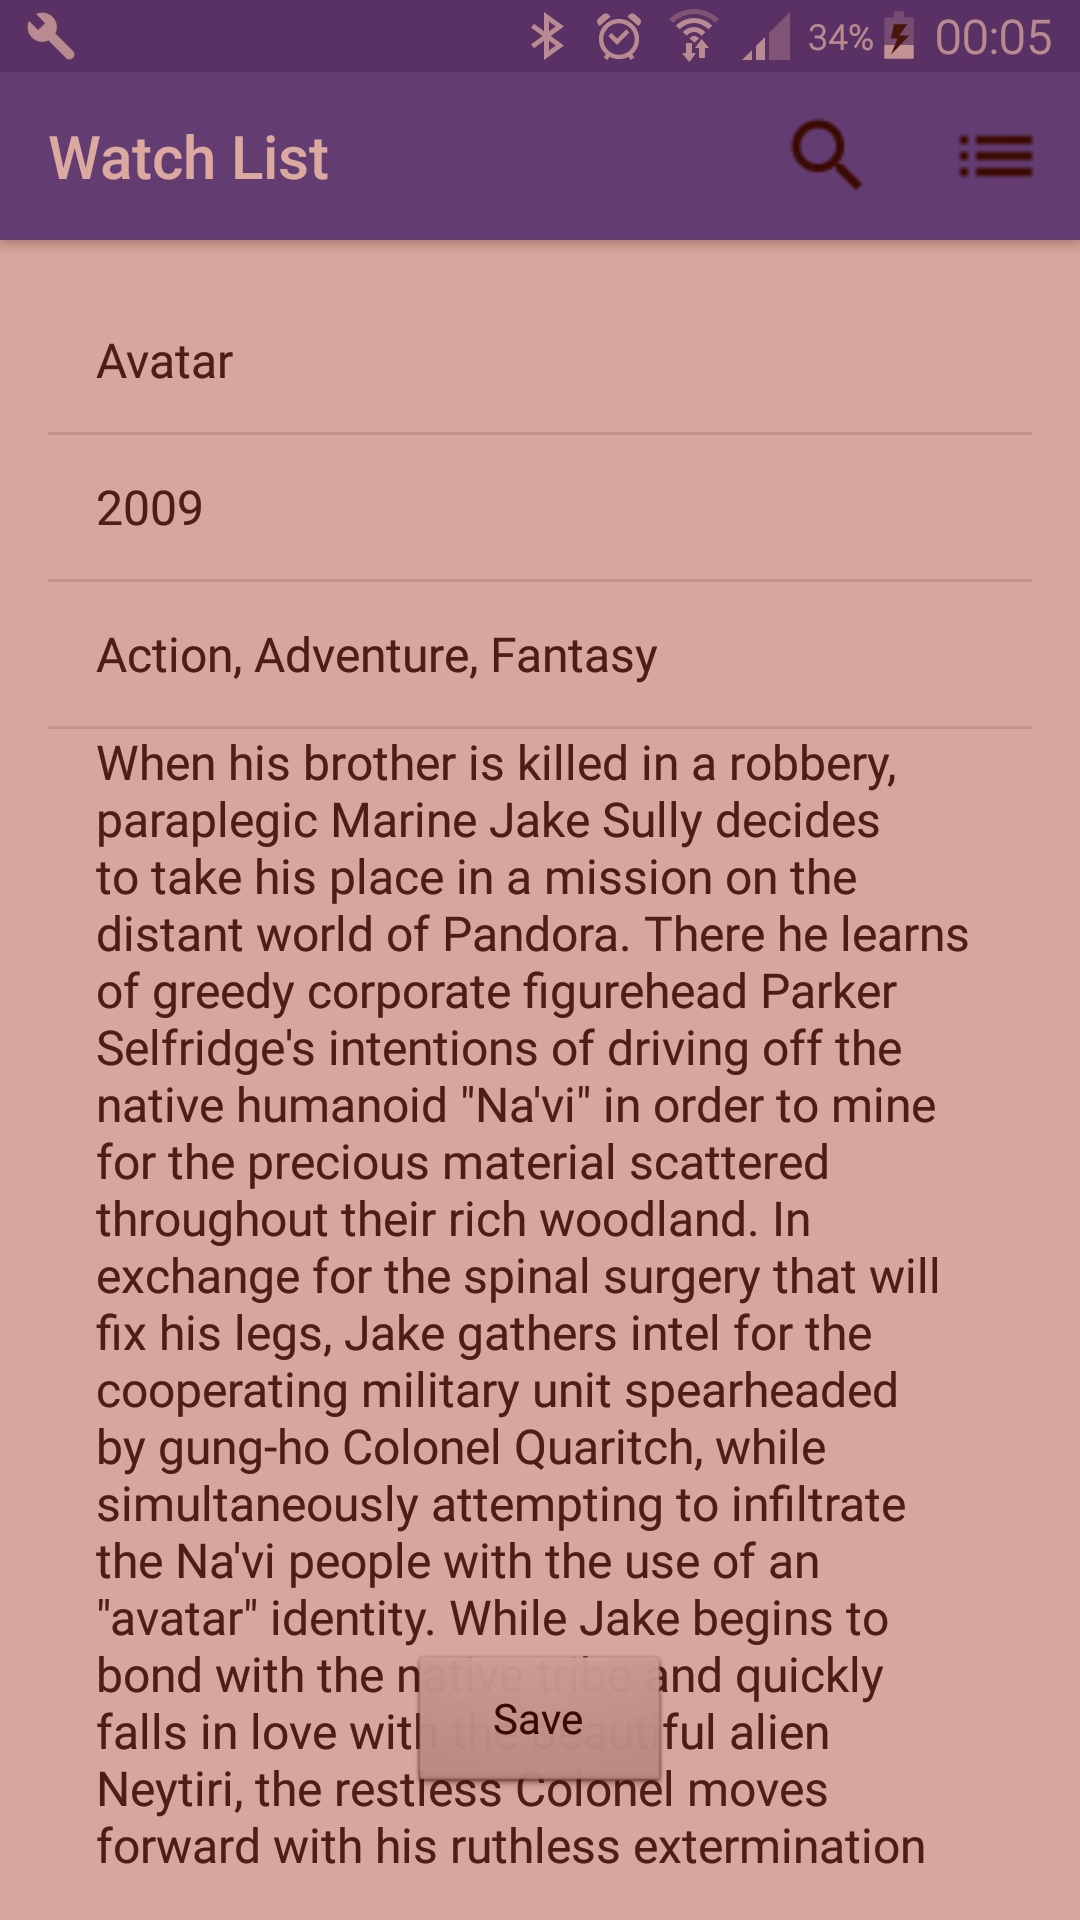 34% 00:05
Watch List
Avatar
2009
Action, Adventure, Fantasy
When his brother is killed in a robbery,
paraplegic Marine Jake Sully decides
to take his place in a mission on the
distant world of Pandora. There he learns
of greedy corporate figurehead Parker
Selfridge's intentions of driving off the
native humanoid "Na'vi" in order to mine
for the precious material scattered
throughout their rich woodland. In
exchange for the spinal surgery that will
fix his legs, Jake gathers intel for the
cooperating military unit spearheaded
by gung-ho Colonel Quaritch, while
simultaneously attempting to infiltrate
the Na'vi people with the use of an
"avatar" identity. While Jake begins to
bond with the native tribe and quickly
Save
falls in love with the beautiful alien
Neytiri, the restless Colonel moves
forward with his ruthless extermination